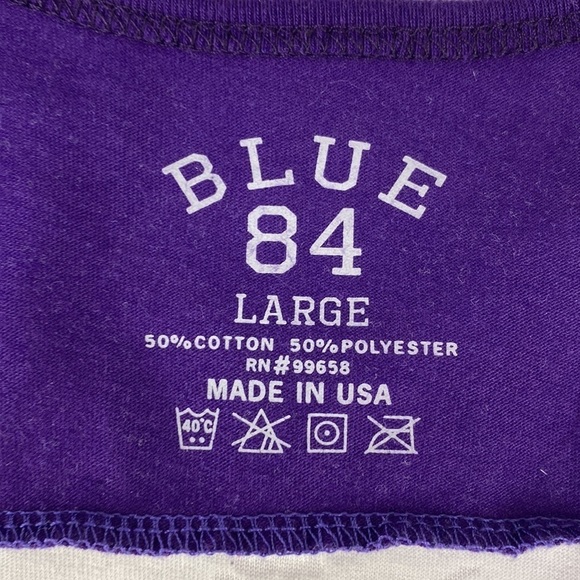 BLUE
84
LARGE
50%COTTON 50%POLYESTER
RN#99658
MADE IN USA
40°C